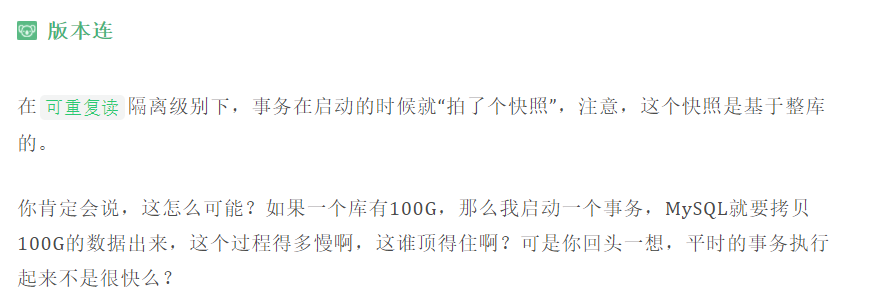 版本连
在 可重复读 隔离级别下，事务在启动的时候就“拍了个快照”，注意，这个快照是基于整库
的。
你肯定会说，这怎么可能？如果一个库有100G，那么我启动一个事务，MySQL就要拷贝
100G的数据出来，这个过程得多慢啊，这谁顶得住啊？可是你回头一想，平时的事务执行
起来不是很快么？